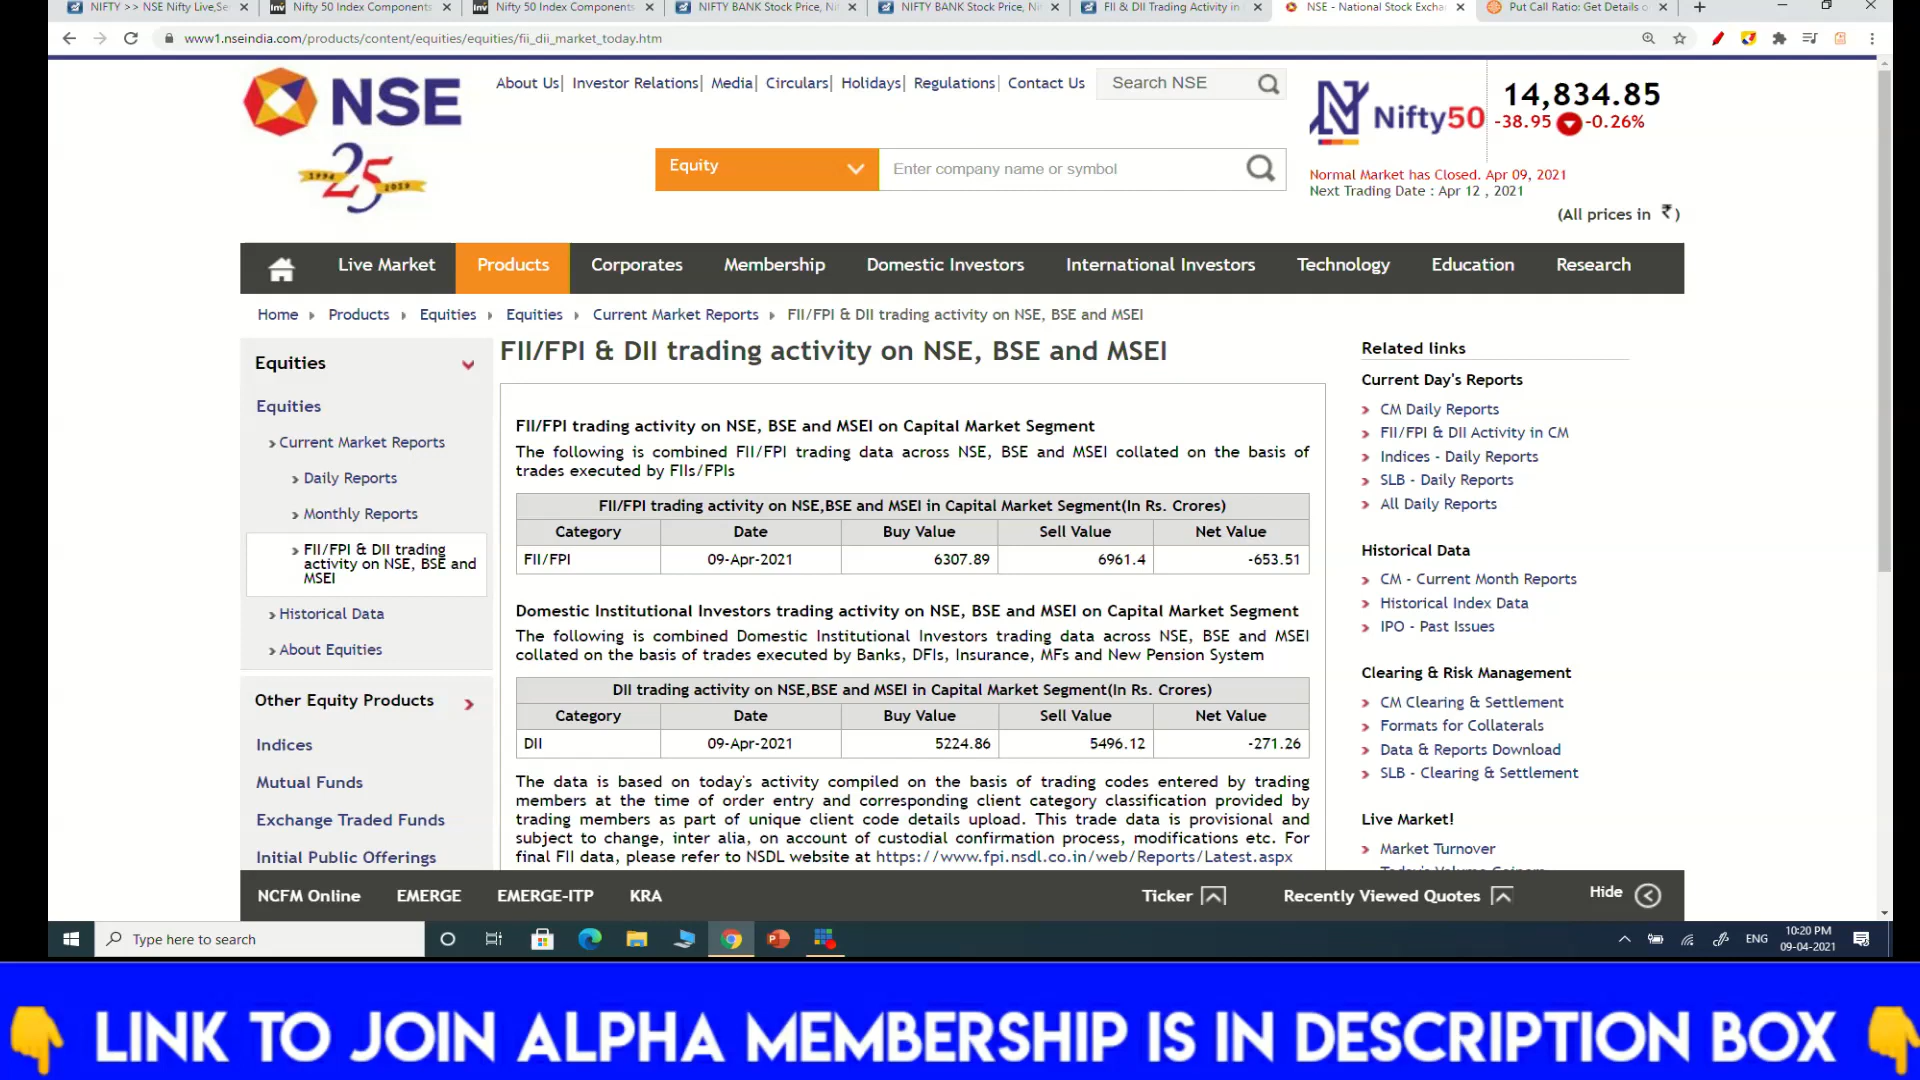 NIFTY >> NSE Nifty Live,Se
Nifty 50 Index Components
Nifty 50 Index Components
NIFTY BANK Stock Price, Ni
NIFTY BANK Stock Price, Ni
FII & DII Trading Activity in
NSE - National Stock Excha
Put Call Ratio: Get Details o
www1.nseindia.com/products/content/equities/equities/fii_dii_market_today.htm
NSE
25
1994
2019
About Us| Investor Relations| Media| Circulars| Holidays| Regulations| Contact Us
Search NSE
Equity
Enter company name or symbol
Nifty50
14,834.85
-38.95 -0.26%
Normal Market has Closed. Apr 09, 2021
Next Trading Date : Apr 12 , 2021
(All prices in ₹ )
Live Market Products Corporates Membership Domestic Investors International Investors Technology Education Research
Home Products Equities Equities Current Market Reports FII/FPI & DII trading activity on NSE, BSE and MSEI
Equities
Equities
Current Market Reports
Daily Reports
Monthly Reports
FII/FPI & DII trading
activity on NSE, BSE and
MSEI
Historical Data
About Equities
Other Equity Products
Indices
Mutual Funds
Exchange Traded Funds
Initial Public Offerings
FII/FPI & DII trading activity on NSE, BSE and MSEI
FII/FPI trading activity on NSE, BSE and MSEI on Capital Market Segment
The following is combined FII/FPI trading data across NSE, BSE and MSEI collated on the basis of
trades executed by FIIs/FPIs
FII/FPI trading activity on NSE,BSE and MSEI in Capital Market Segment(In Rs. Crores)
Category Date Buy Value Sell Value Net Value
FII/FPI 09-Apr-2021 6307.89 6961.4 -653.51
Domestic Institutional Investors trading activity on NSE, BSE and MSEI on Capital Market Segment
The following is combined Domestic Institutional Investors trading data across NSE, BSE and MSEI
collated on the basis of trades executed by Banks, DFIs, Insurance, MFs and New Pension System
DII trading activity on NSE,BSE and MSEI in Capital Market Segment(In Rs. Crores)
Category Date Buy Value Sell Value Net Value
DII 09-Apr-2021 5224.86 5496.12 -271.26
The data is based on today's activity compiled on the basis of trading codes entered by trading
members at the time of order entry and corresponding client category classification provided by
trading members as part of unique client code details upload. This trade data is provisional and
subject to change, inter alia, on account of custodial confirmation process, modifications etc. For
final FII data, please refer to NSDL website at https://www.fpi.nsdl.co.in/web/Reports/Latest.aspx
Related links
Current Day's Reports
CM Daily Reports
FII/FPI & DII Activity in CM
Indices - Daily Reports
SLB - Daily Reports
All Daily Reports
Historical Data
CM - Current Month Reports
Historical Index Data
IPO - Past Issues
Clearing & Risk Management
CM Clearing & Settlement
Formats for Collaterals
Data & Reports Download
SLB - Clearing & Settlement
Live Market!
Market Turnover
NCFM Online EMERGE EMERGE-ITP KRA Ticker Recently Viewed Quotes Hide
Type here to search
ENG
10:20 PM
09-04-2021
LINK TO JOIN ALPHA MEMBERSHIP IS IN DESCRIPTION BOX